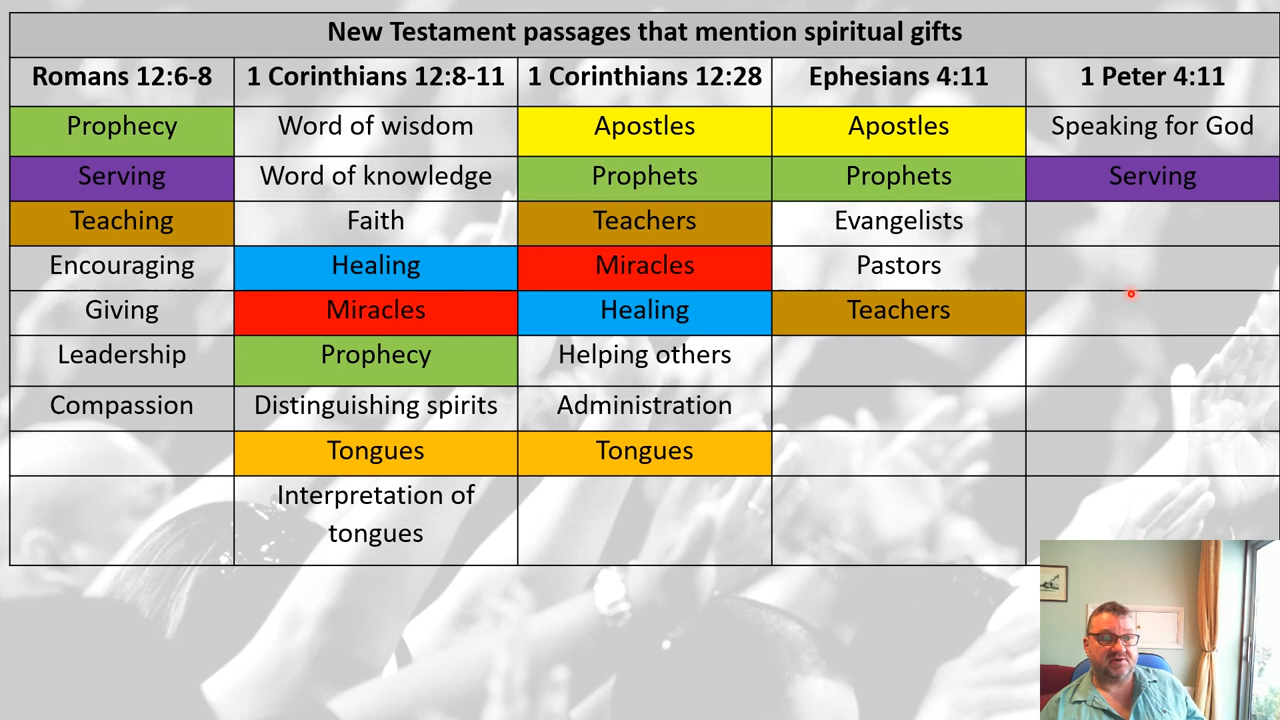 New Testament passages that mention spiritual gifts
Romans 12:6-8 1 Corinthians 12:8-11 1 Corinthians 12:28 Ephesians 4:11 1 Peter 4:11
Prophecy Word of wisdom Apostles Apostles Speaking for God
Serving Word of knowledge Prophets Prophets Serving
Teaching Faith Teachers Evangelists
Encouraging Healing Miracles Pastors
Giving Miracles Healing Teachers
Leadership Prophecy Helping others
Compassion Distinguishing spirits Administration
Tongues Tongues
Interpretation of
tongues